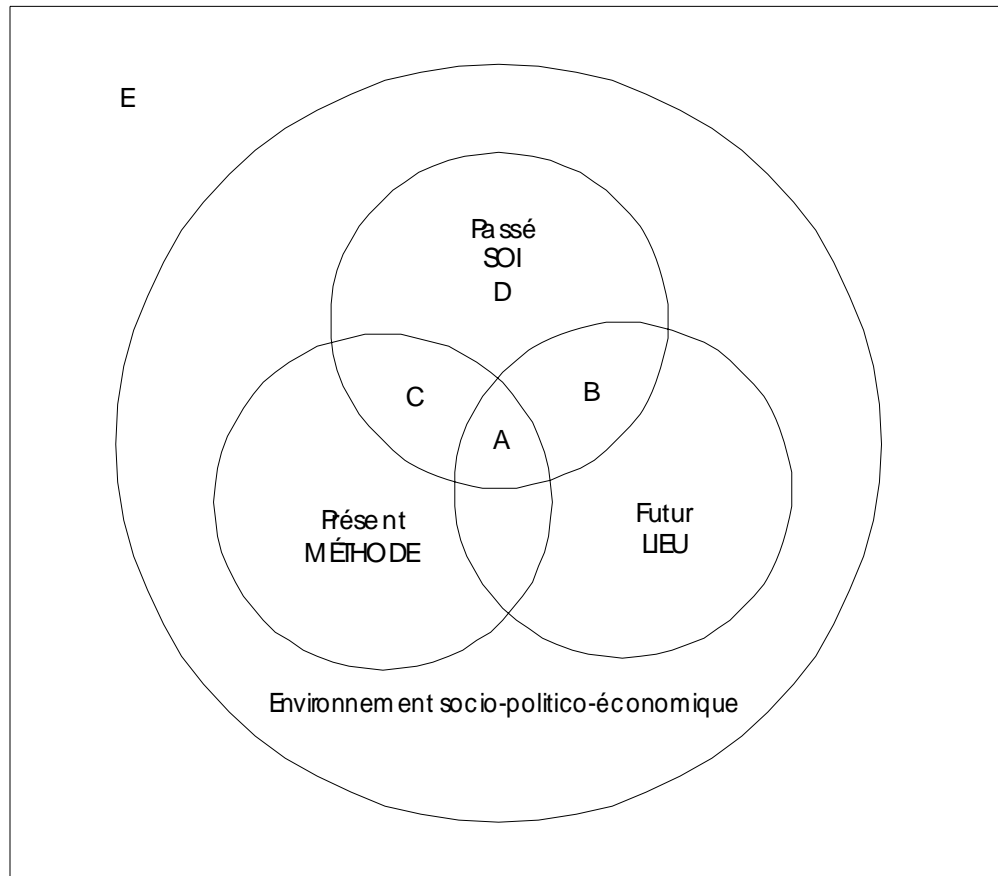 E
Passé
SOI
D
C
B
A
Présent
MÉTHODE
Futur
LIEU
Environnement socio-politico-économique